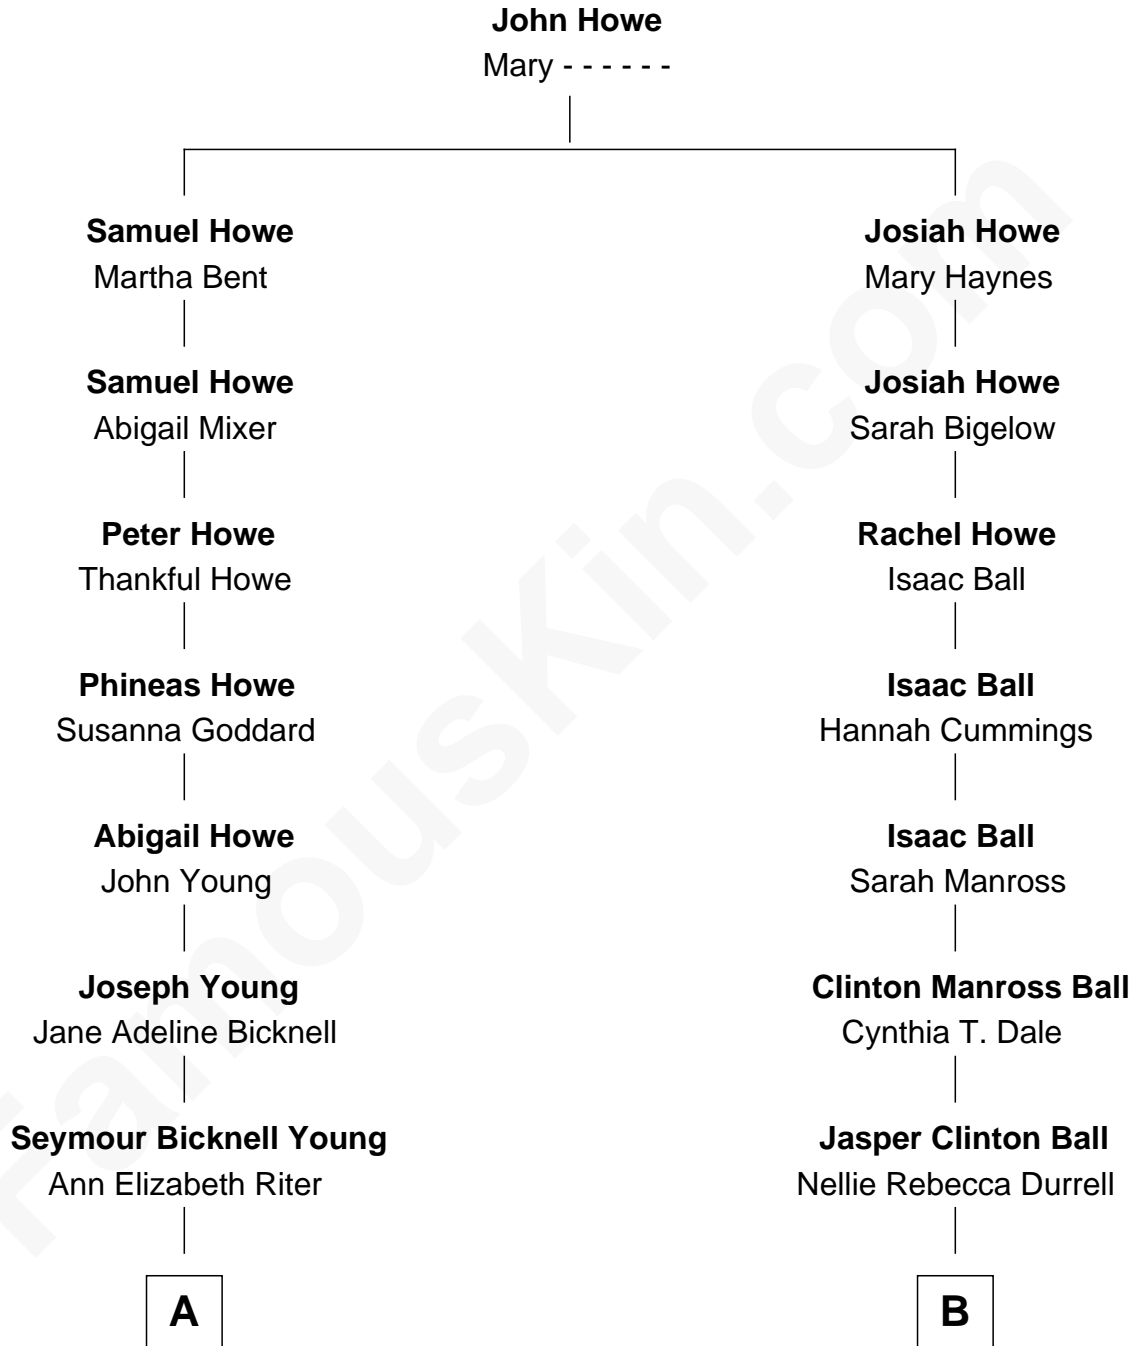 John Howe
Mary - - - - - -
Samuel Howe
Martha Bent
Josiah Howe
Mary Haynes
Samuel Howe
Abigail Mixer
Josiah Howe
Sarah Bigelow
Peter Howe
Thankful Howe
Rachel Howe
Isaac Ball
Phineas Howe
Susanna Goddard
Isaac Ball
Hannah Cummings
Abigail Howe
John Young
Isaac Ball
Sarah Manross
Joseph Young
Jane Adeline Bicknell
Clinton Manross Ball
Cynthia T. Dale
Seymour Bicknell Young
Ann Elizabeth Riter
Jasper Clinton Ball
Nellie Rebecca Durrell
A
B
FamousKin.com